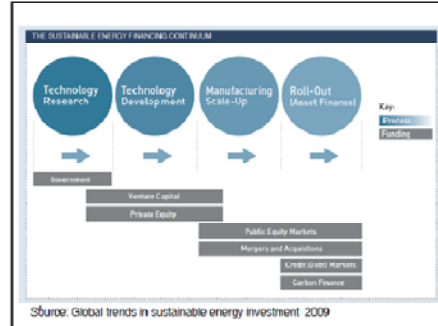 THE SUSTAINABLE ENERGY FINANCING CONTINUUM
Technology
Research
Technology
Development
Manufacturing
Scale-Up
Roll-Out
(Asset Finance)
Key:
Process
Funding
Government
Venture Capital
Private Equity
Public Equity Markets
Mergers and Acquisitions
Credit (Debt) Markets
Carbon Finance
Source: Global trends in sustainable energy investment 2009